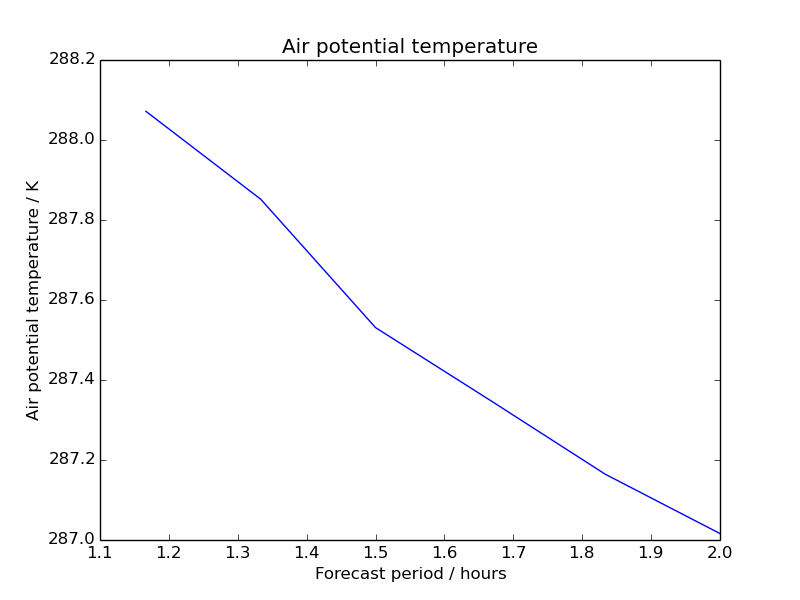 Air potential temperature
288.2
288.0
287.8
287.6
287.4
287.2
287.0
Air potential temperature / K
1.1 1.2 1.3 1.4 1.5 1.6 1.7 1.8 1.9 2.0
Forecast period / hours